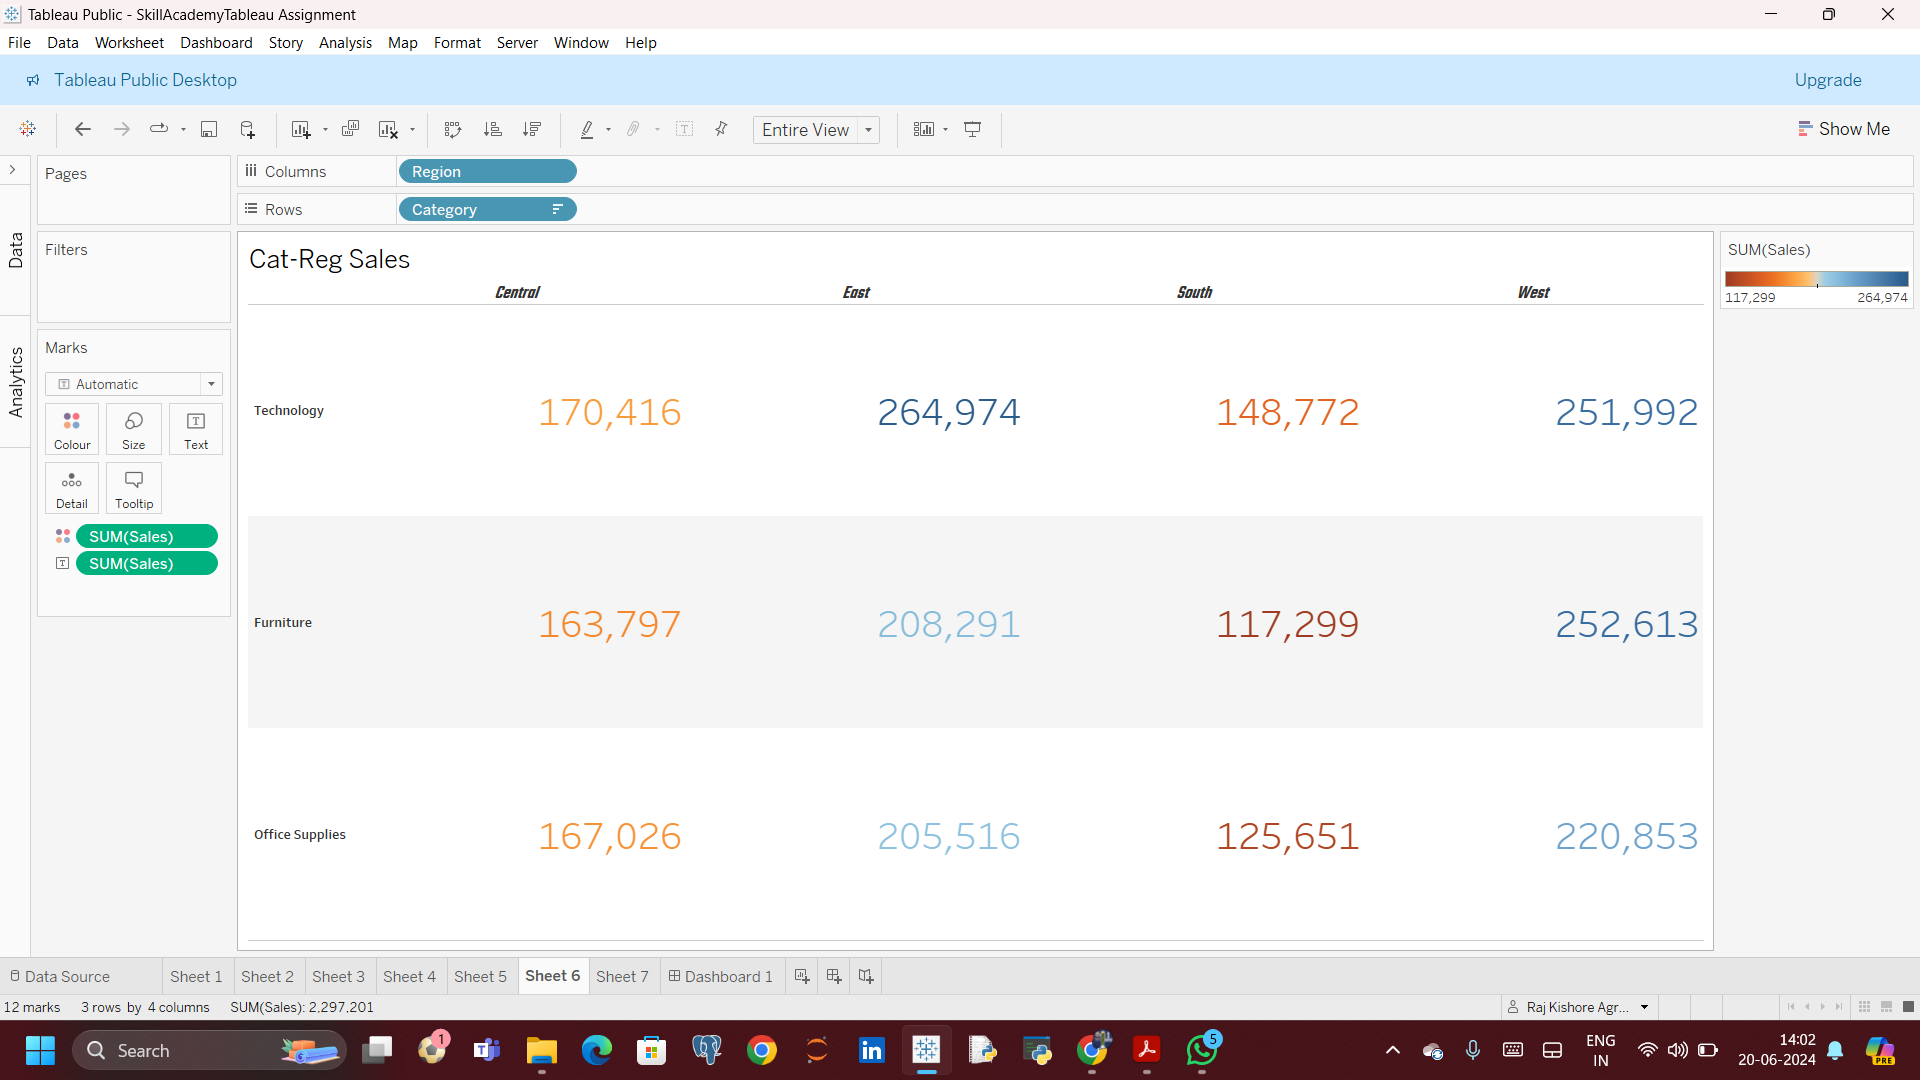 Tableau Public - SkillAcademyTableau Assignment
File Data Worksheet Dashboard Story Analysis Map Format Server Window Help
Tableau Public Desktop Upgrade
Entire View Show Me
Pages
Columns Region
Rows Category
Data
Filters
Cat-Reg Sales
SUM(Sales)
117,299 264,974
Central East South West
Analytics
Marks
Automatic
Colour Size Text
Detail Tooltip
SUM(Sales)
SUM(Sales)
Technology 170,416 264,974 148,772 251,992
Furniture 163,797 208,291 117,299 252,613
Office Supplies 167,026 205,516 125,651 220,853
Data Source Sheet 1 Sheet 2 Sheet 3 Sheet 4 Sheet 5 Sheet 6 Sheet 7 Dashboard 1
12 marks 3 rows by 4 columns SUM(Sales): 2,297,201 Raj Kishore Agr...
Search 1 5 ENG IN 14:02 PRE
20-06-2024